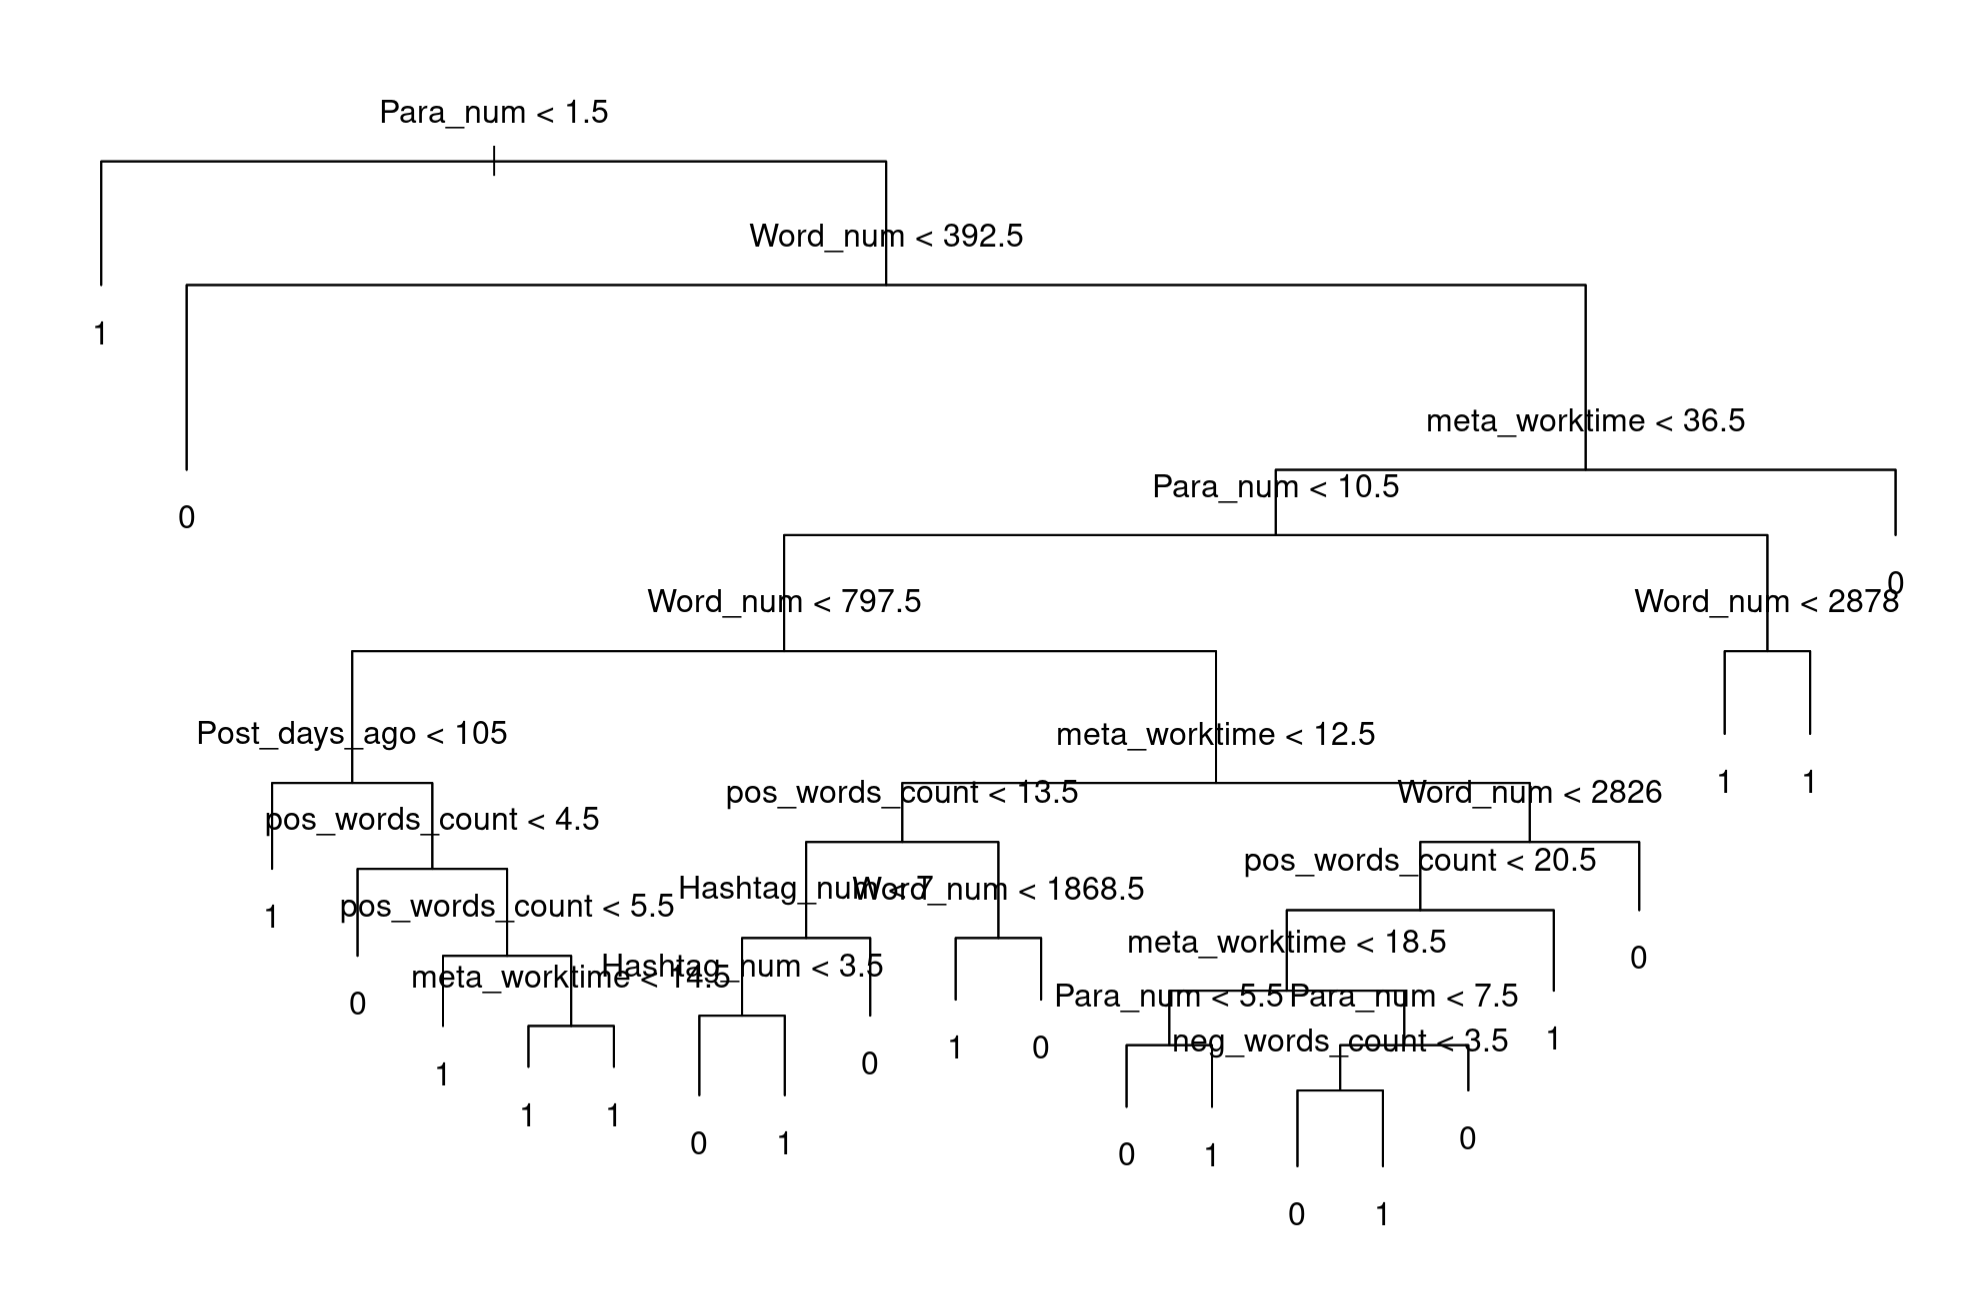 Para_num < 1.5
Word_num < 392.5
1
meta_worktime < 36.5
Para_num < 10.5
0
0
Word_num < 797.5
Word_num < 2878
Post_days_ago < 105
meta_worktime < 12.5
1
1
pos_words_count < 13.5
Word_num < 2826
pos_words_count < 4.5
pos_words_count < 20.5
Hashtag_num < 7
Word_num < 1868.5
pos_words_count < 5.5
1
meta_worktime < 18.5
0
Hashtag_num < 3.5
meta_worktime < 14.5
Para_num < 5.5
Para_num < 7.5
0
neg_words_count < 3.5
1
1
0
0
1
1
1
0
0
1
0
1
0
1